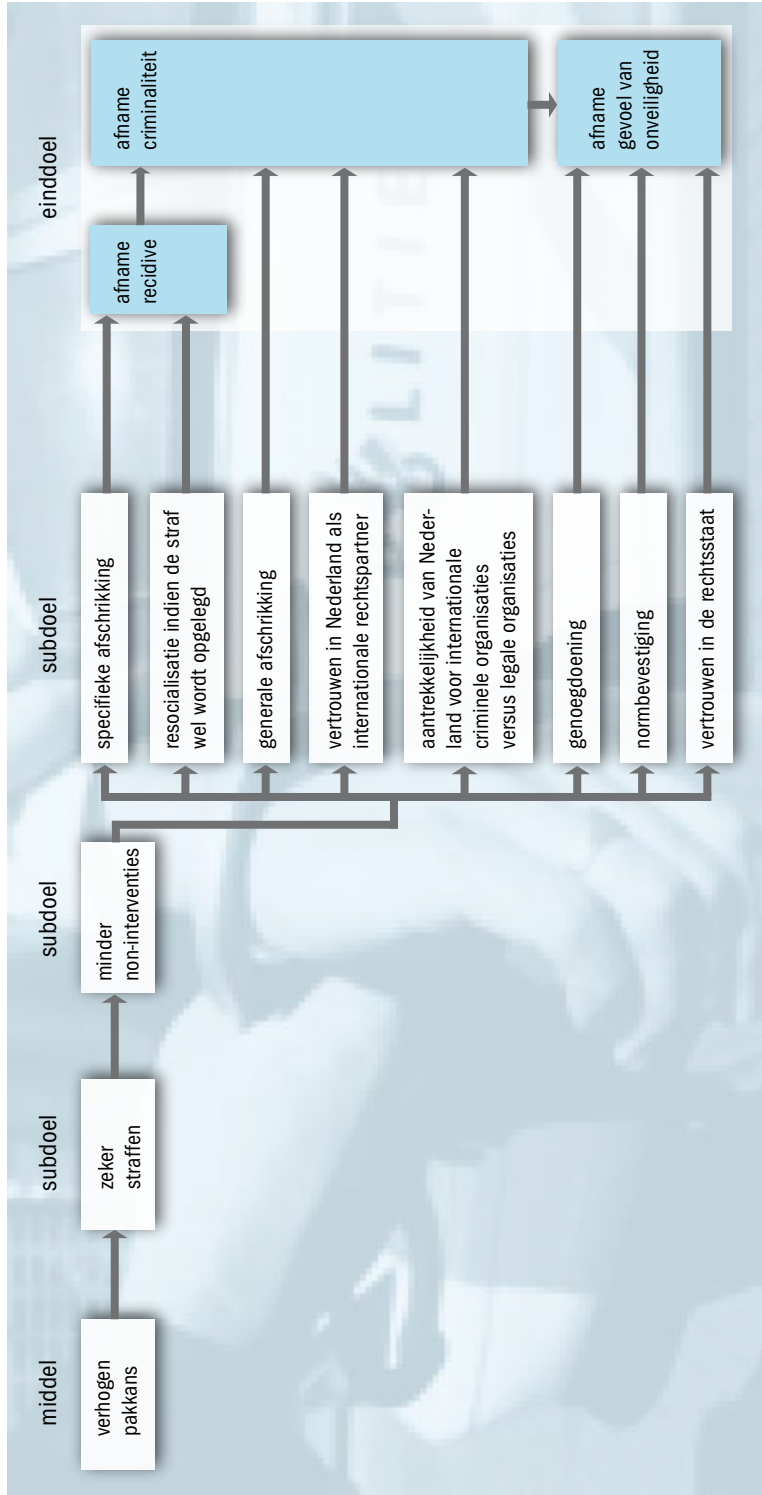 middel
subdoel
subdoel
subdoel
einddoel
verhogen
pakkans
zeker
straffen
minder
non-interventies
specifieke afschrikking
resocialisatie indien de straf
wel wordt opgelegd
generale afschrikking
vertrouwen in Nederland als
internationale rechtspartner
aantrekkelijkheid van Neder-
land voor internationale
criminele organisaties
versus legale organisaties
genoegdoening
normbevestiging
vertrouwen in de rechtsstaat
afname
recidive
afname
criminaliteit
afname
gevoel van
onveiligheid
LITIE